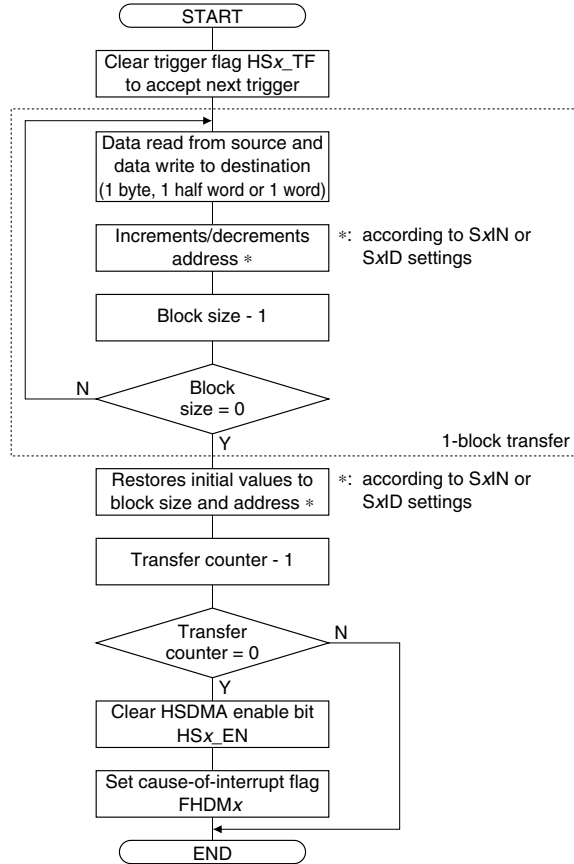 START
Clear trigger flag HSx_TF
to accept next trigger
Data read from source and
data write to destination
(1 byte, 1 half word or 1 word)
Increments/decrements
address *
*: according to SxIN or
SxID settings
Block size - 1
N
Block
size = 0
Y
1-block transfer
Restores initial values to
block size and address *
*: according to SxIN or
SxID settings
Transfer counter - 1
Transfer
counter = 0
N
Y
Clear HSDMA enable bit
HSx_EN
Set cause-of-interrupt flag
FHDMx
END